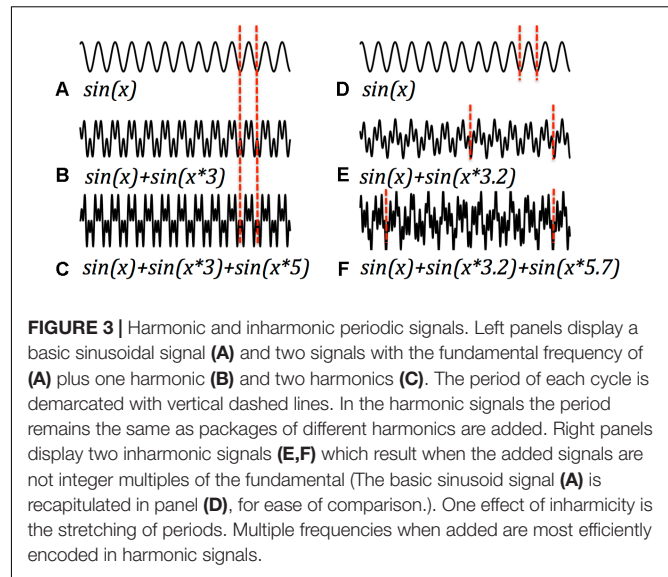 A sin(x)
D sin(x)
B sin(x)+sin(x*3)
E sin(x)+sin(x*3.2)
C sin(x)+sin(x*3)+sin(x*5)
F sin(x)+sin(x*3.2)+sin(x*5.7)
FIGURE 3 | Harmonic and inharmonic periodic signals. Left panels display a
basic sinusoidal signal (A) and two signals with the fundamental frequency of
(A) plus one harmonic (B) and two harmonics (C). The period of each cycle is
demarcated with vertical dashed lines. In the harmonic signals the period
remains the same as packages of different harmonics are added. Right panels
display two inharmonic signals (E,F) which result when the added signals are
not integer multiples of the fundamental (The basic sinusoid signal (A) is
recapitulated in panel (D), for ease of comparison.). One effect of inharmicity is
the stretching of periods. Multiple frequencies when added are most efficiently
encoded in harmonic signals.